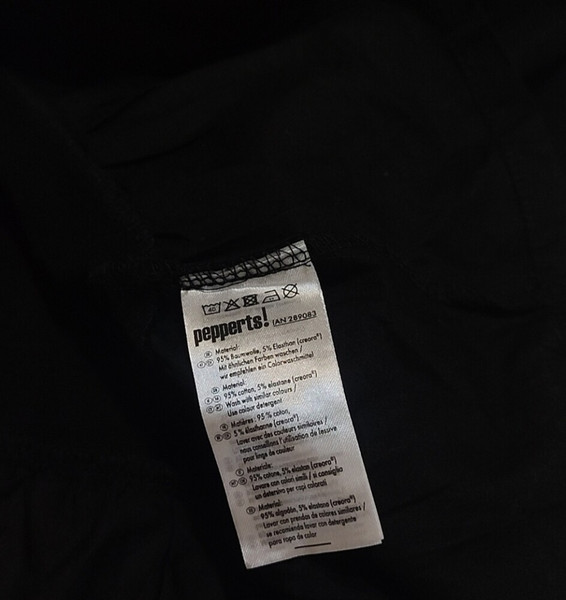 40
pepperts! IAN 289083
Material:
95% Baumwolle, 5% Elasthan (creora®)
Mit ähnlichen Farben waschen /
wir empfehlen ein Colorwaschmittel
Material:
95% cotton, 5% elastane (creora®)
Wash with similar colours /
Use colour detergent
Matières : 95 % coton,
5 % élasthanne (creora®)
Laver avec des couleurs similaires /
nous conseillons l'utilisation de lessive
pour linge de couleur
Materiale:
95% cotone, 5% elastan (creora®)
Lavare con colori simili / si consiglia
un detersivo per capi colorati
Material:
95% algodón, 5% elastano (creora®)
Lavar con prendas de colores similares /
se recomienda lavar con detergente
para ropa de color